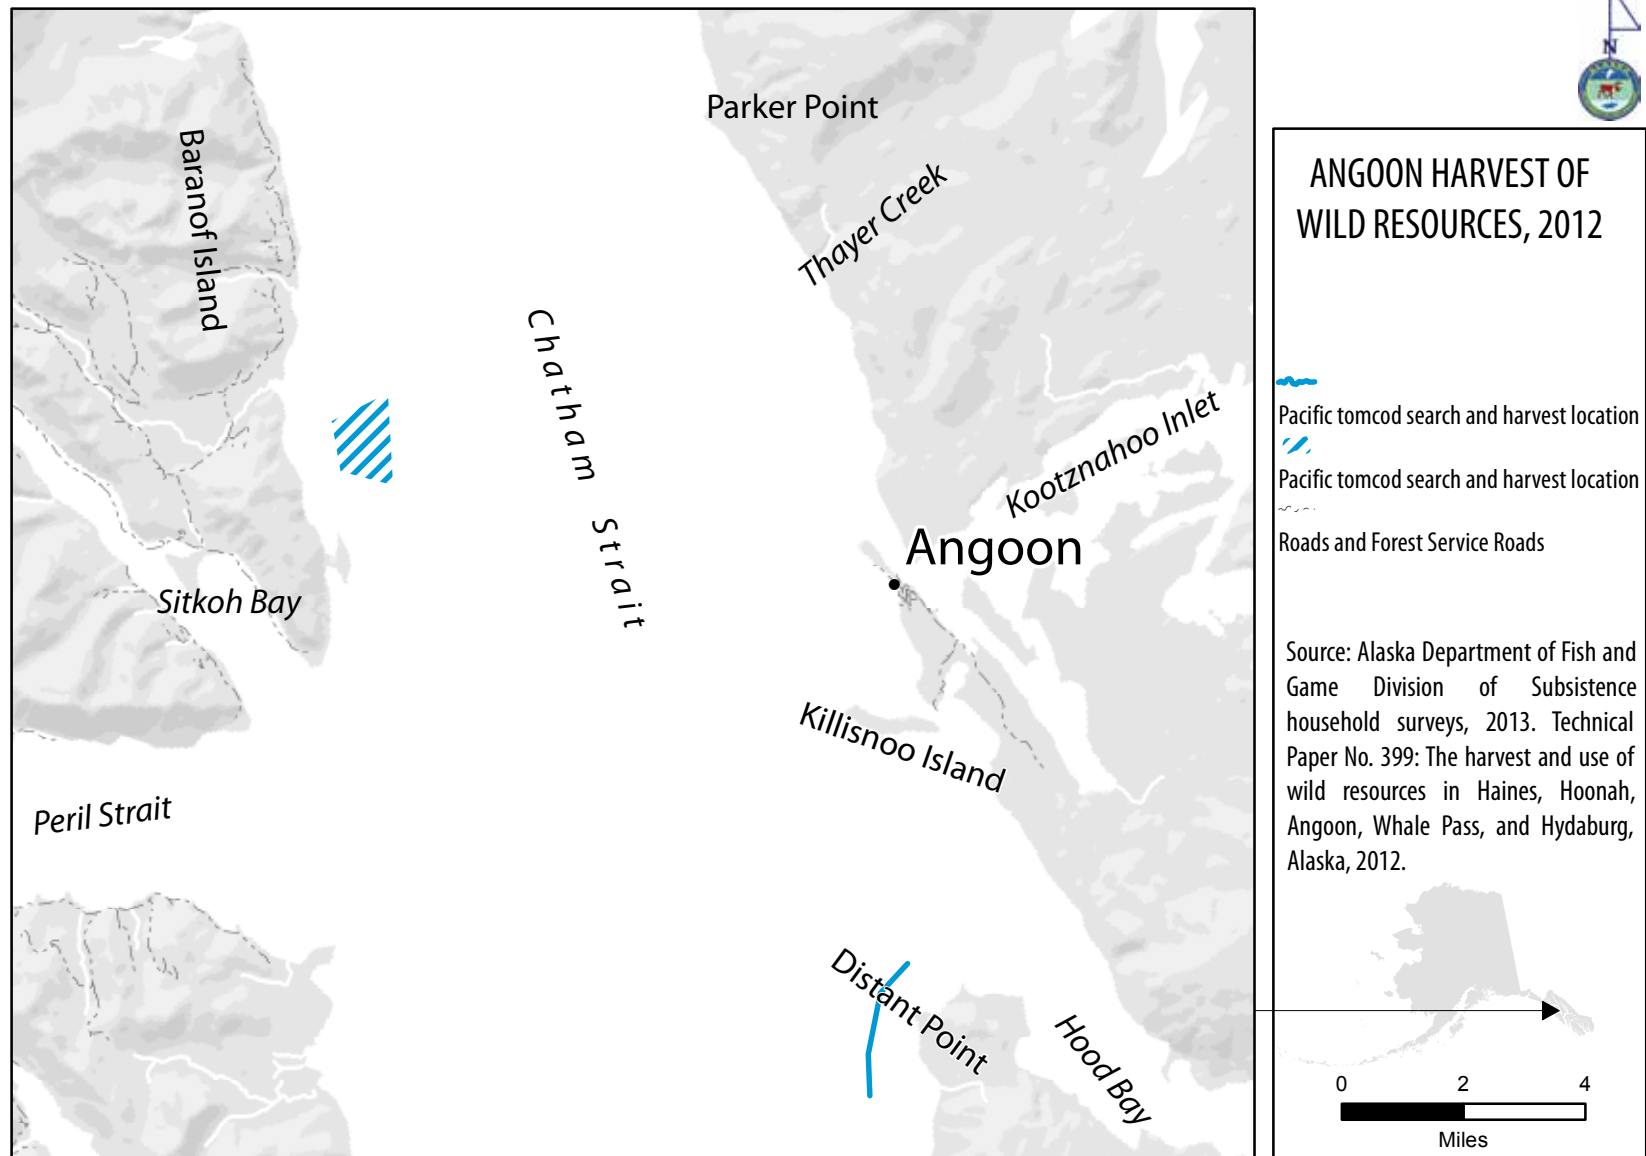 Parker Point
Baranof Island
Thayer Creek
Chatham Strait
Kootznahoo Inlet
Angoon
Sitkoh Bay
Killisnoo Island
Peril Strait
Distant Point
Hood Bay
N
ALASKA
ANGOON HARVEST OF
WILD RESOURCES, 2012
Pacific tomcod search and harvest location
Pacific tomcod search and harvest location
Roads and Forest Service Roads
Source: Alaska Department of Fish and
Game Division of Subsistence
household surveys, 2013. Technical
Paper No. 399: The harvest and use of
wild resources in Haines, Hoonah,
Angoon, Whale Pass, and Hydaburg,
Alaska, 2012.
0 2 4
Miles